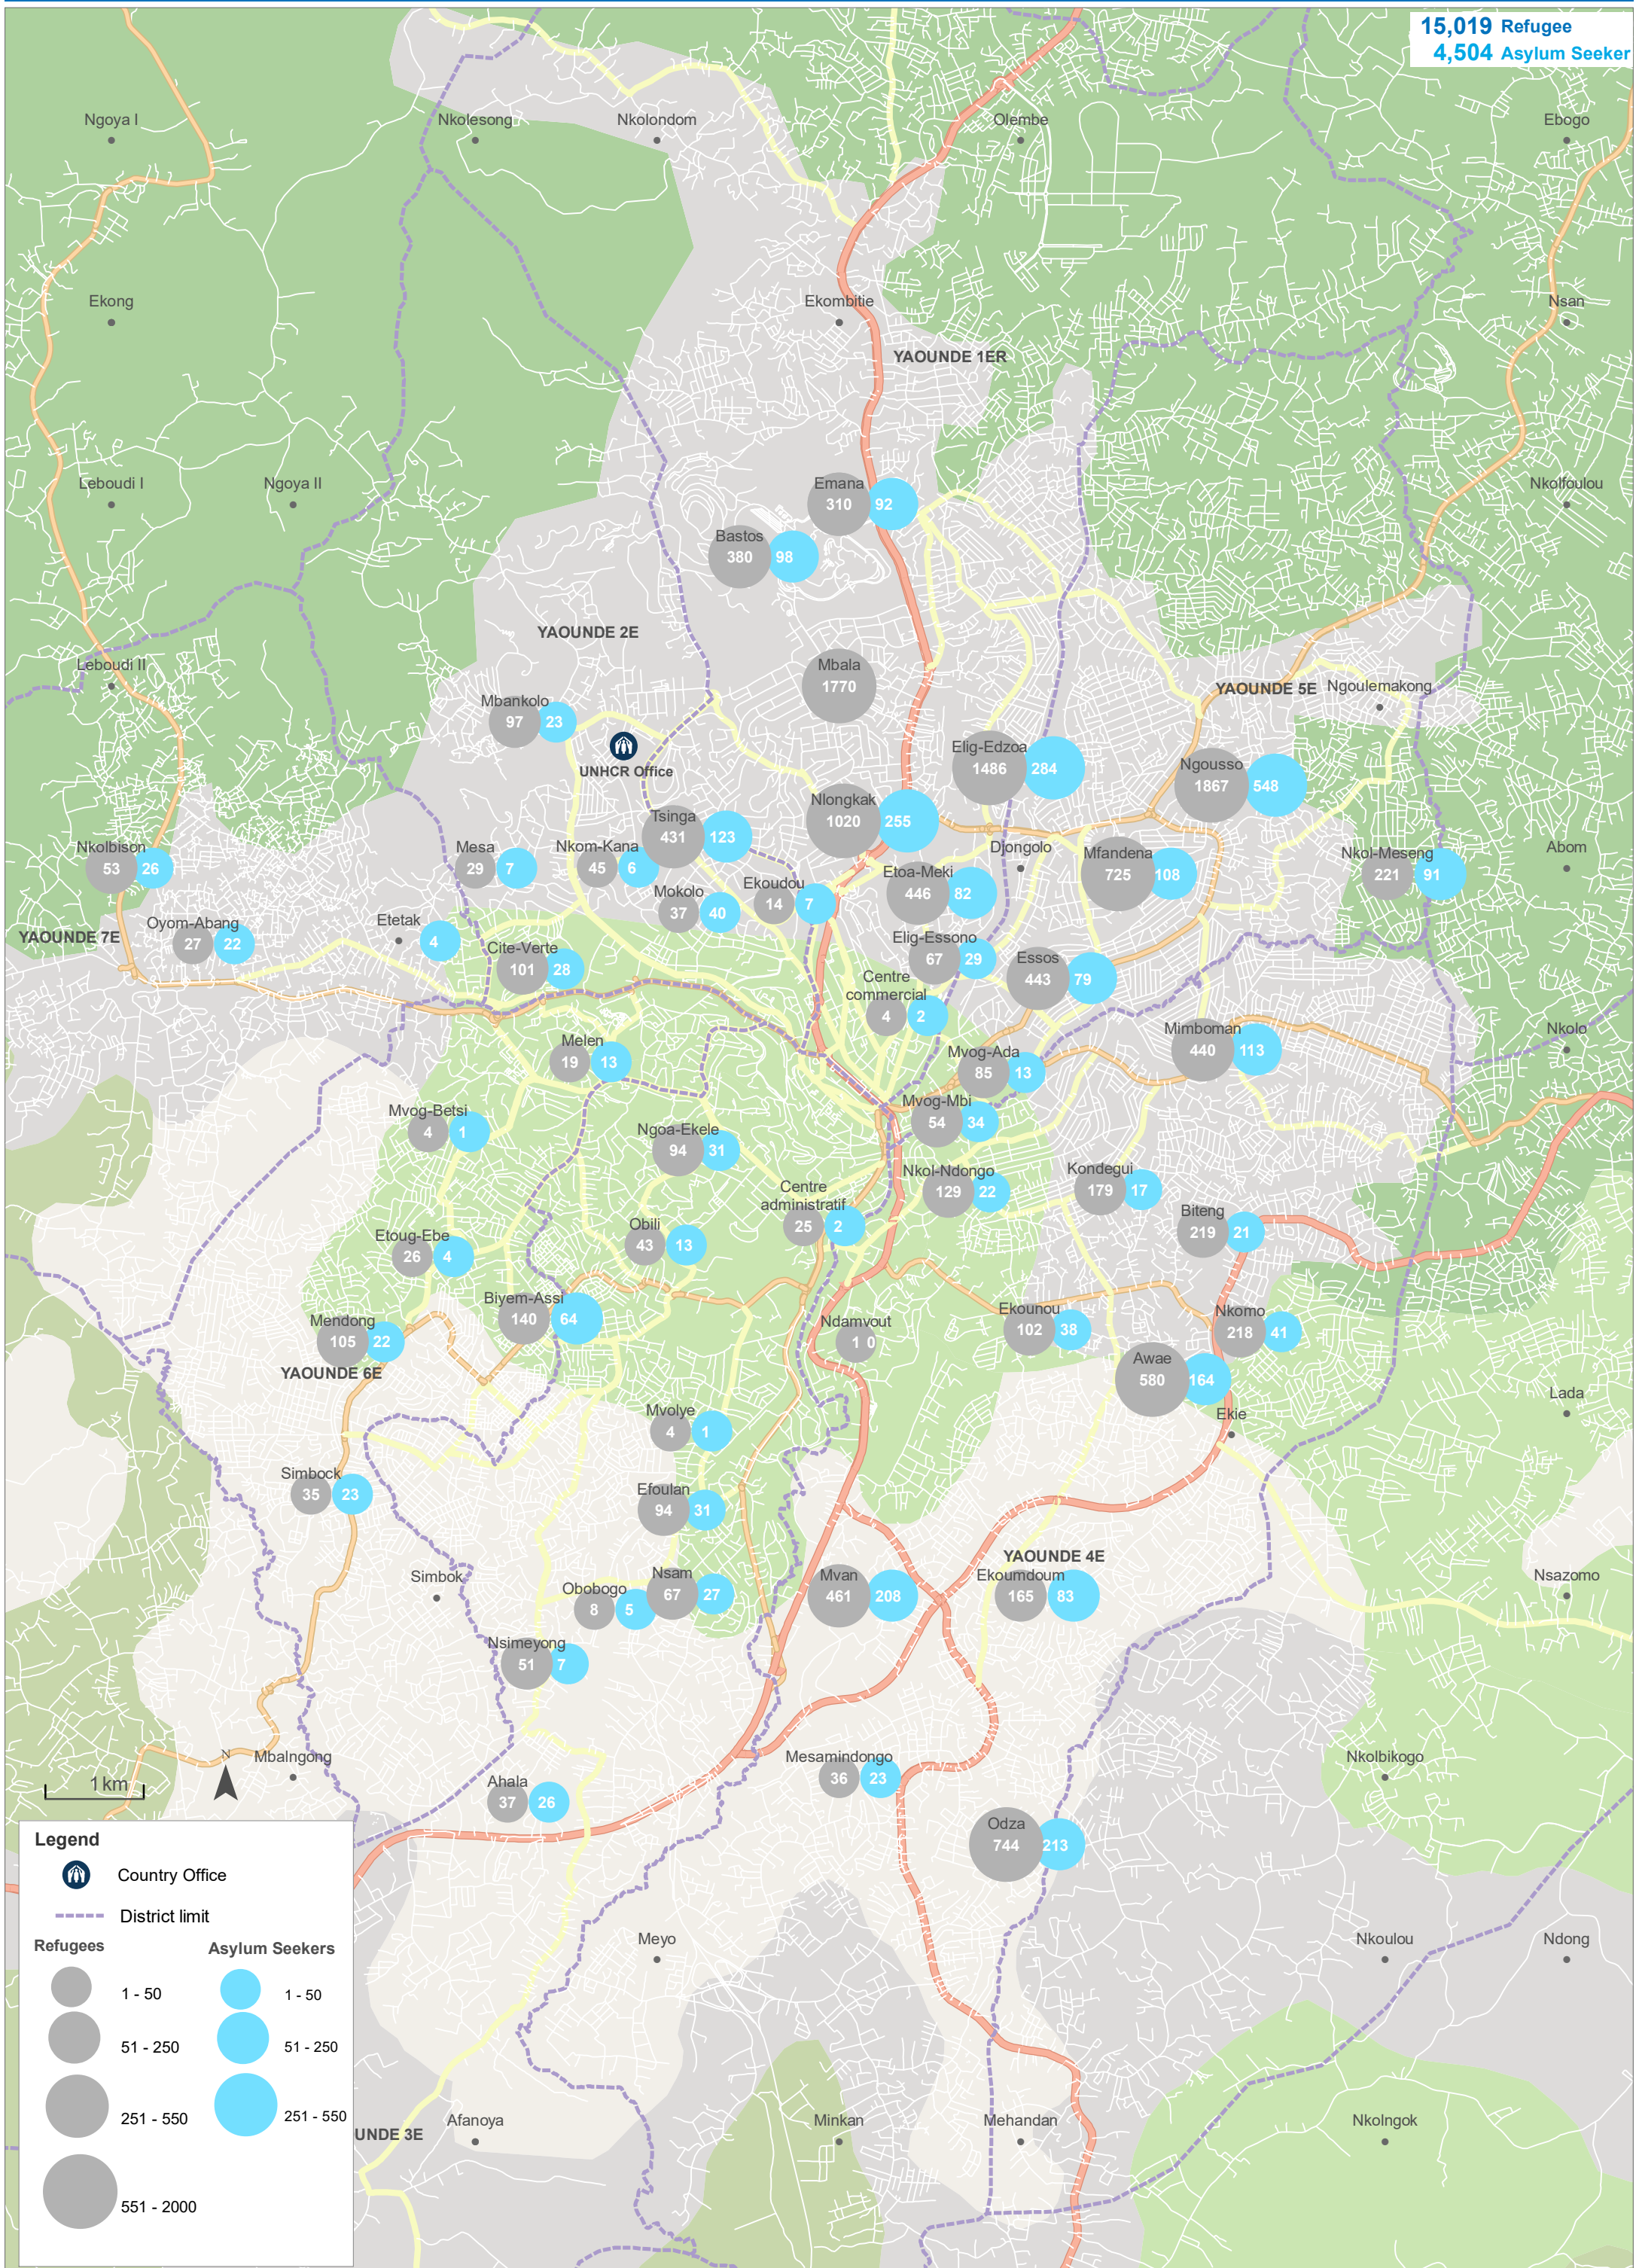 15,019 Refugee
4,504 Asylum Seeker
Ngoya I
Nkolesong
Nkolondom
Olembe
Ebogo
Ekong
Ekombitie
Nsan
YAOUNDE 1ER
Leboudi I
Ngoya II
Emana
310 92
Nkolfoulou
Bastos
380 98
YAOUNDE 2E
Leboudi II
Mbala
1770
YAOUNDE 5E
Ngoulemakong
Mbankolo
97 23
UNHCR Office
Elig-Edzoa
1486 284
Ngousso
1867 548
Nlongkak
1020 255
Tsinga
431 123
Nkolbison
53 26
Mesa
29 7
Nkom-Kana
45 6
Djongolo
Mfandena
725 108
Nkol-Meseng
221 91
Abom
Etoa-Meki
446 82
Mokolo
37 40
Ekoudou
14 7
YAOUNDE 7E
Oyom-Abang
27 22
Etetak
4
Cite-Verte
101 28
Elig-Essono
67 29
Essos
443 79
Centre
commercial
4 2
Melen
19 13
Mvog-Ada
85 13
Mimboman
440 113
Nkolo
Mvog-Betsi
4 1
Ngoa-Ekele
94 31
Mvog-Mbi
54 34
Nkol-Ndongo
129 22
Kondegui
179 17
Centre
administratif
25 2
Biteng
219 21
Etoug-Ebe
26 4
Obili
43 13
Biyem-Assi
140 64
Mendong
105 22
YAOUNDE 6E
Ndamvout
1 0
Ekounou
102 38
Nkomo
218 41
Awae
580 164
Ekie
Lada
Mvolye
4 1
Simbock
35 23
Efoulan
94 31
YAOUNDE 4E
Simbok
Obobogo
8 5
Nsam
67 27
Mvan
461 208
Ekoumdoum
165 83
Nsazomo
Nsimeyong
51 7
N
Mbalngong
1 km
Mesamindongo
36 23
Nkolbikogo
Ahala
37 26
Odza
744 213
Legend
Country Office
District limit
Refugees
Asylum Seekers
1 - 50
1 - 50
51 - 250
51 - 250
251 - 550
251 - 550
551 - 2000
Meyo
Nkoulou
Ndong
UNDE 3E
Afanoya
Minkan
Mehandan
Nkolngok